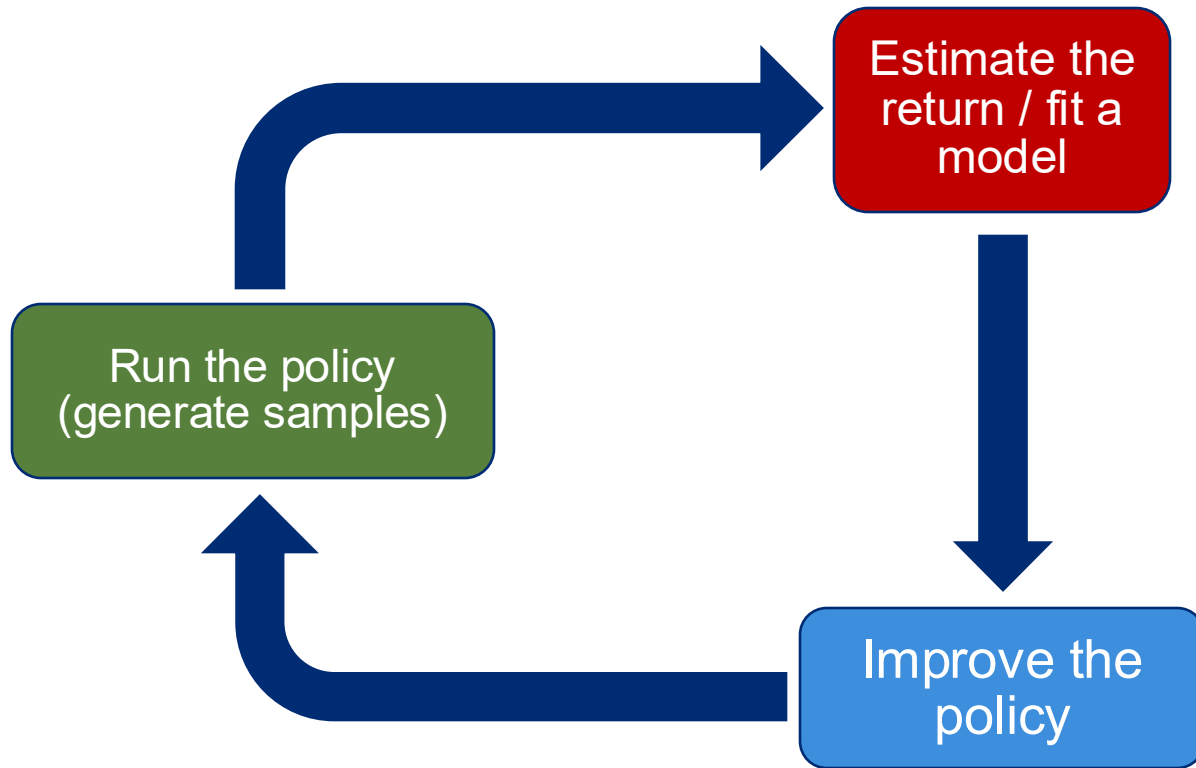 Estimate the
return / fit a
model
Run the policy
(generate samples)
Improve the
policy